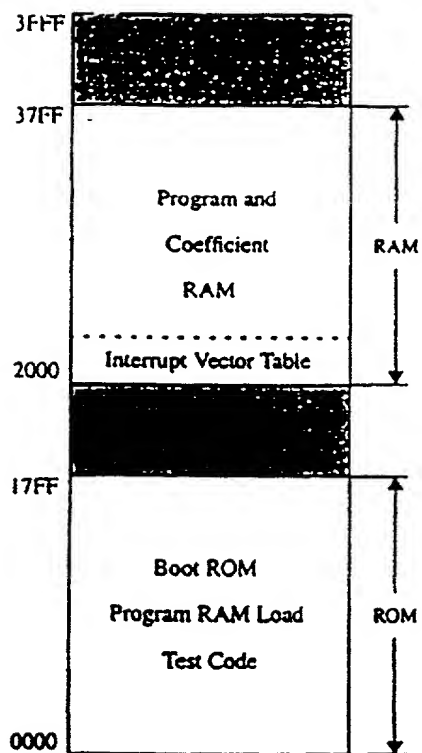 3FFF
37FF
Program and
Coefficient
RAM
RAM
Interrupt Vector Table
2000
17FF
Boot ROM
Program RAM Load
Test Code
ROM
0000